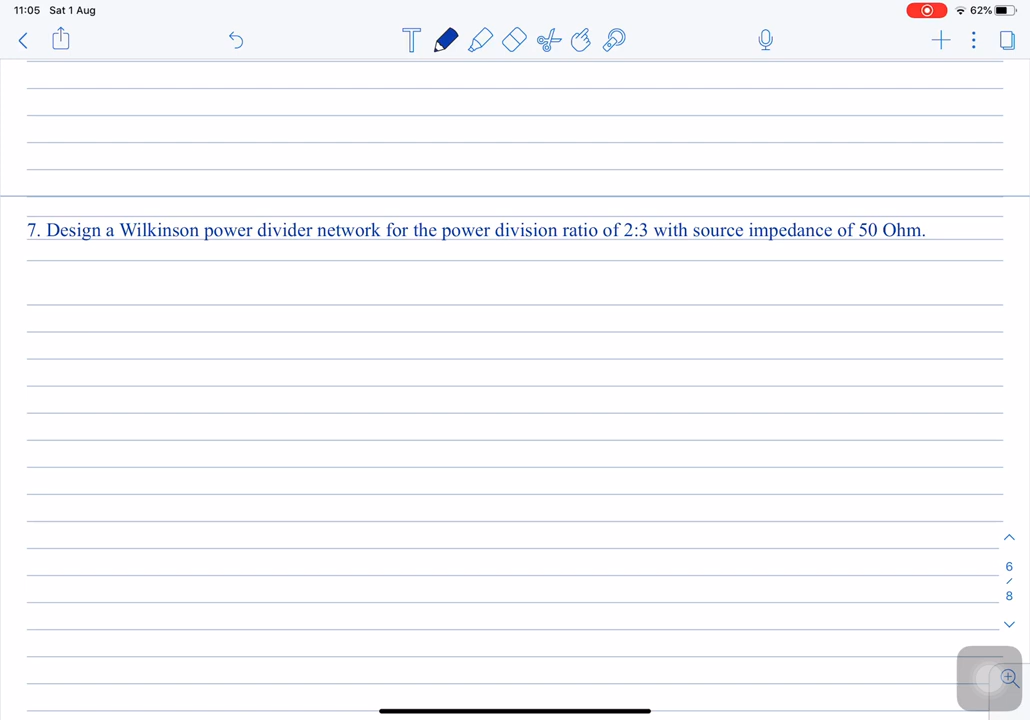 11:05 Sat 1 Aug
62%
T
7. Design a Wilkinson power divider network for the power division ratio of 2:3 with source impedance of 50 Ohm.
6
/
8